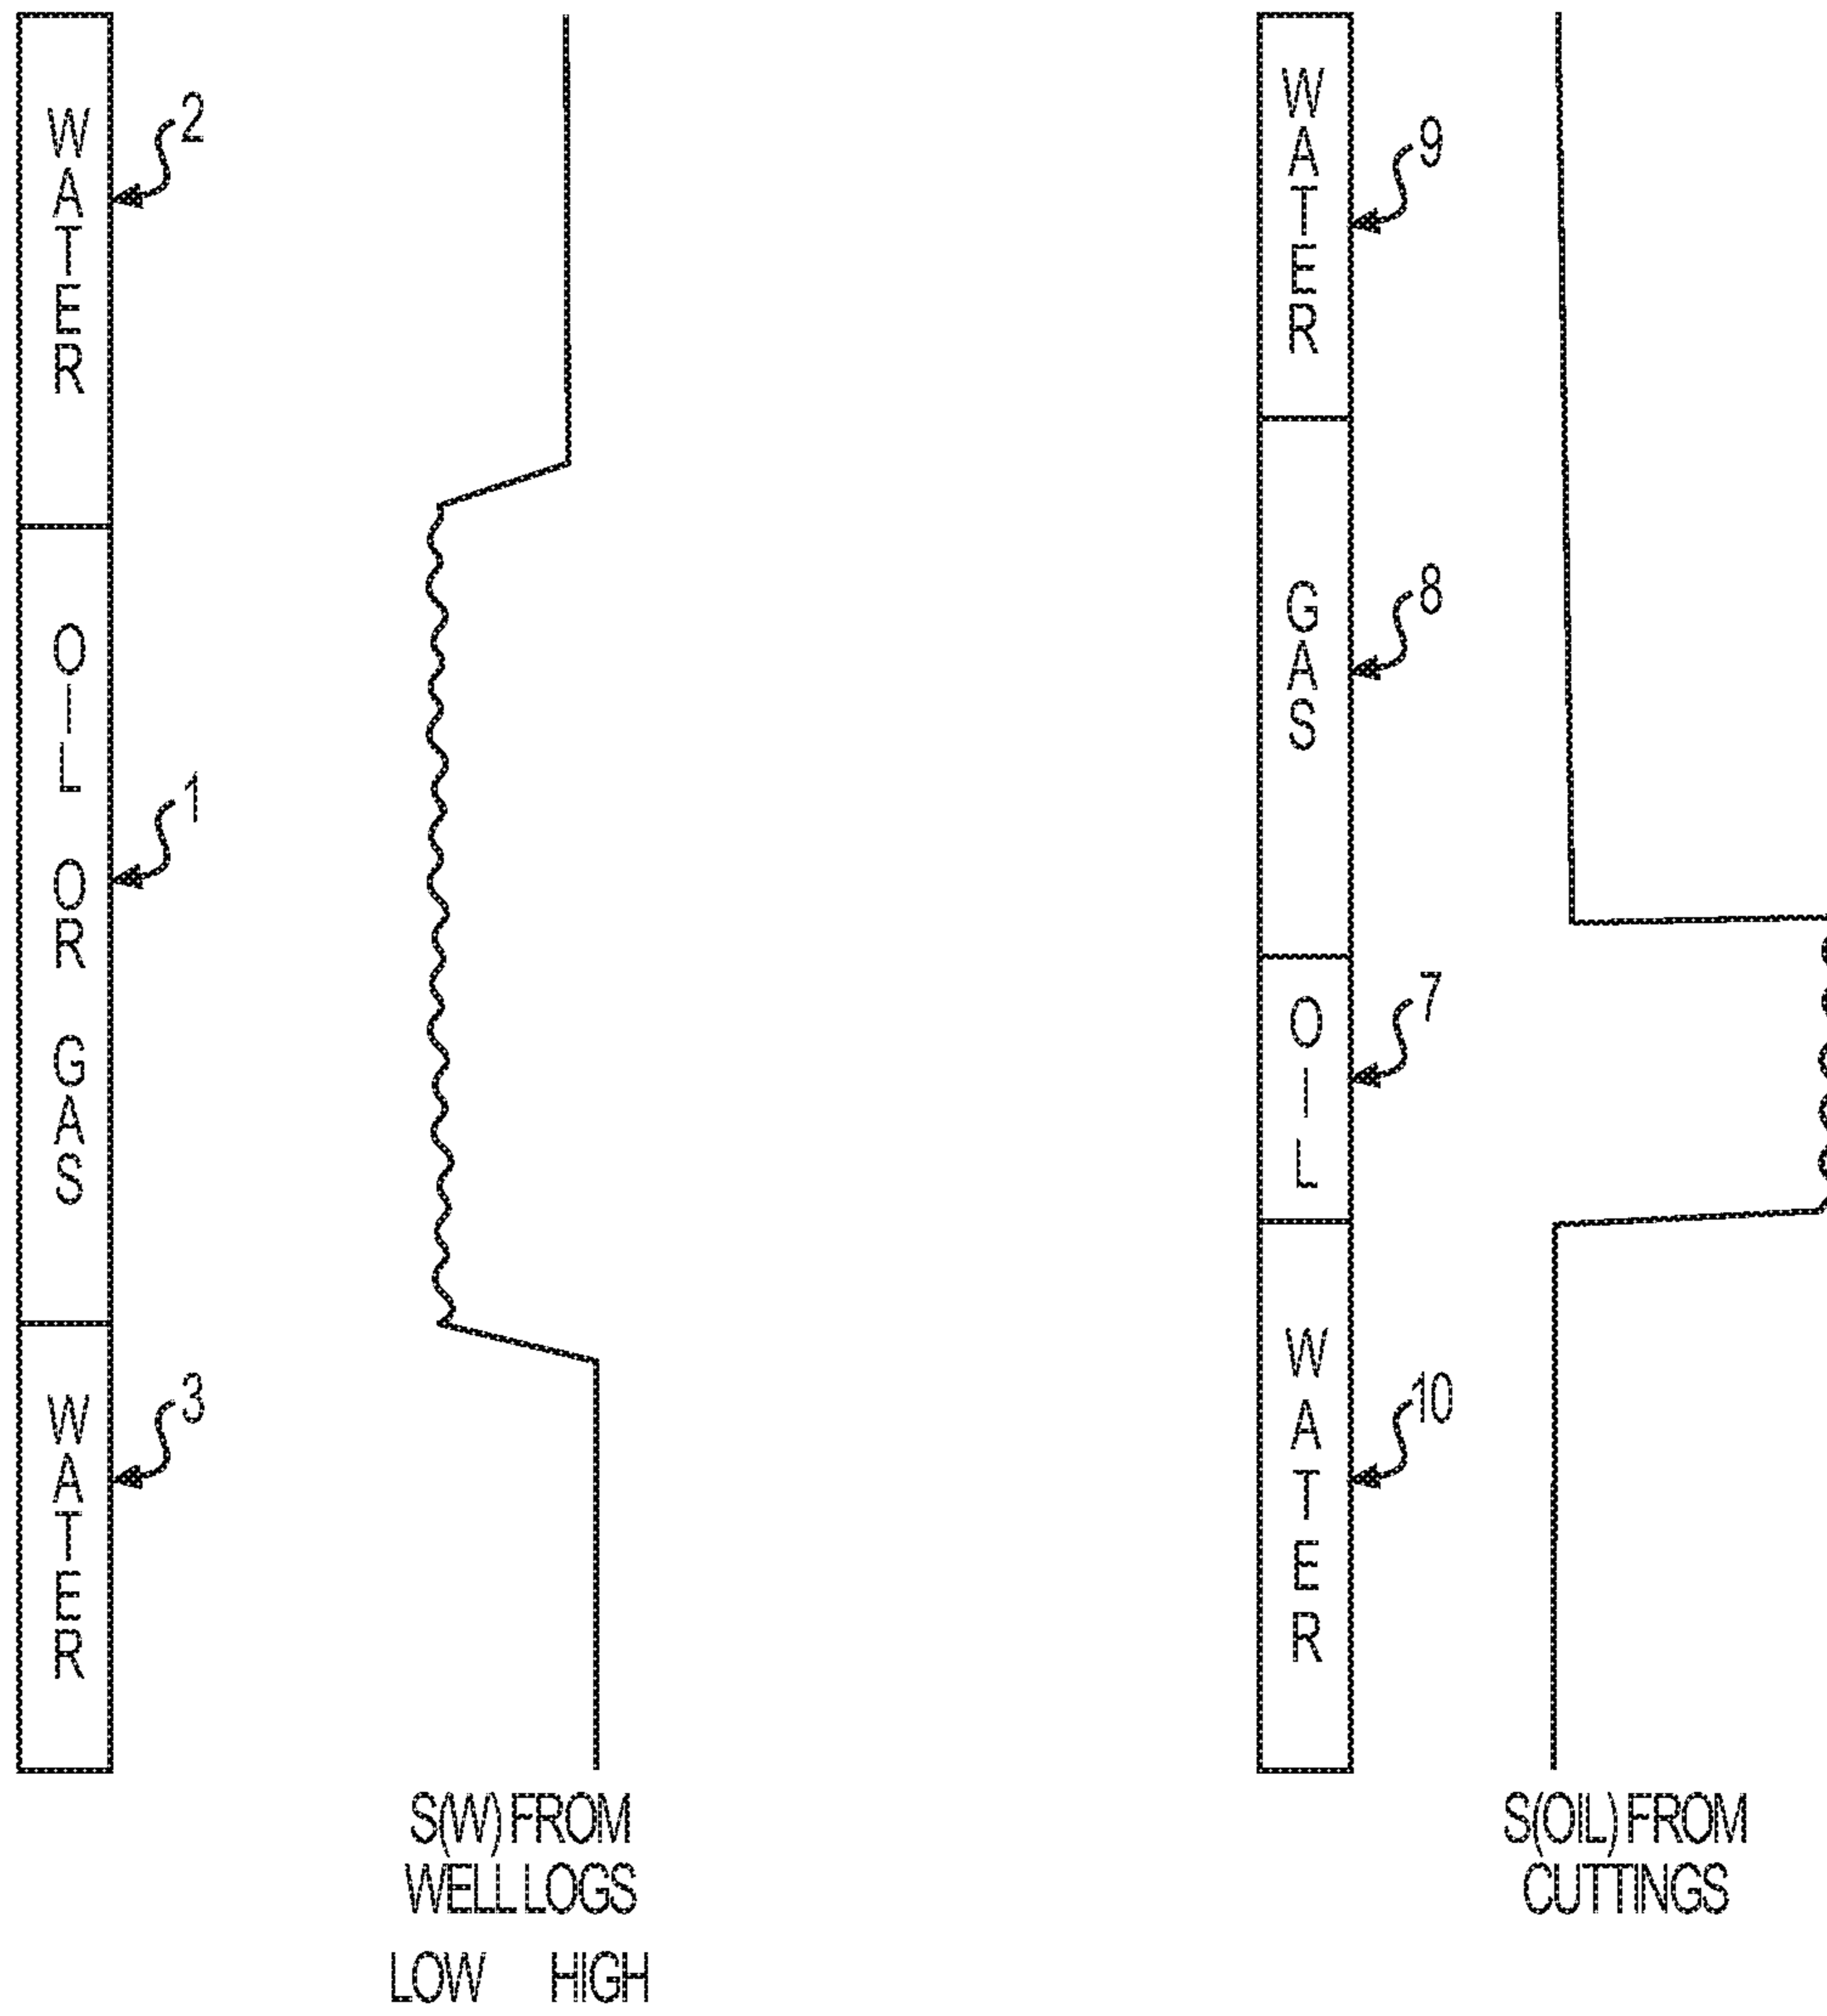 WATER
2
OIL OR GAS
1
WATER
3
S(W) FROM
WELL LOGS
LOW HIGH
WATER
9
GAS
8
OIL
7
WATER
10
S(OIL) FROM
CUTTINGS